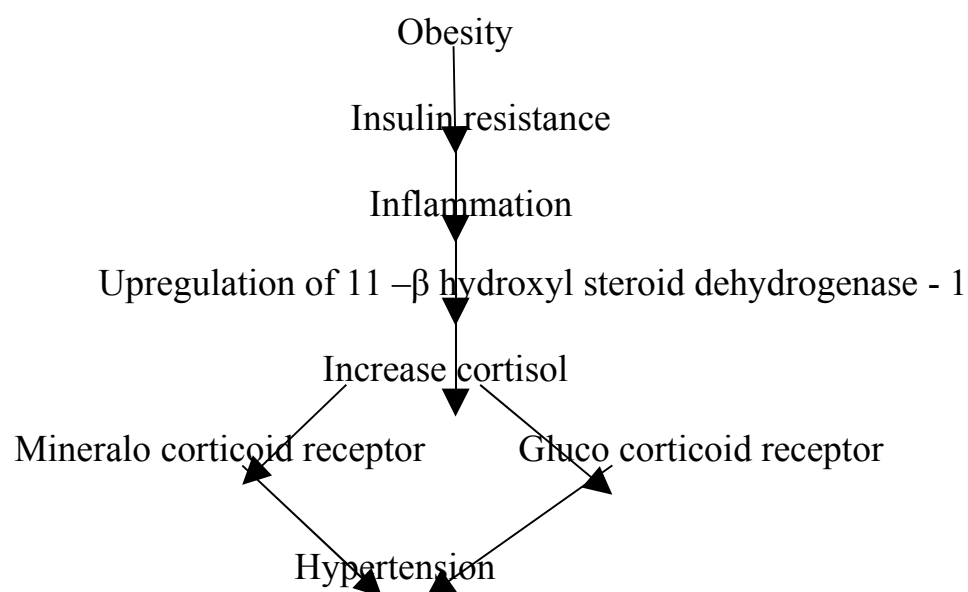 Obesity
Insulin resistance
Inflammation
Upregulation of 11 –β hydroxyl steroid dehydrogenase - 1
Increase cortisol
Mineralo corticoid receptor
Gluco corticoid receptor
Hypertension